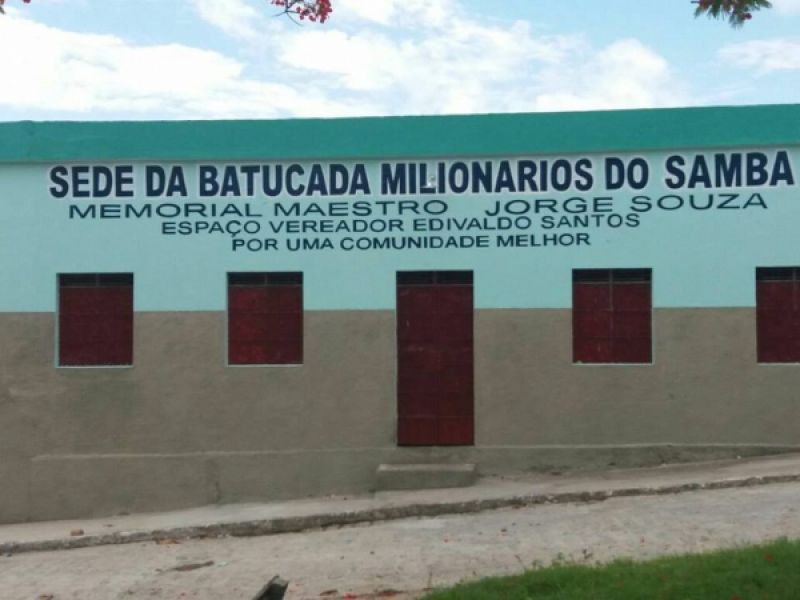 SEDE DA BATUCADA MILIONARIOS DO SAMBA
MEMORIAL MAESTRO JORGE SOUZA
ESPAÇO VEREADOR EDIVALDO SANTOS
POR UMA COMUNIDADE MELHOR